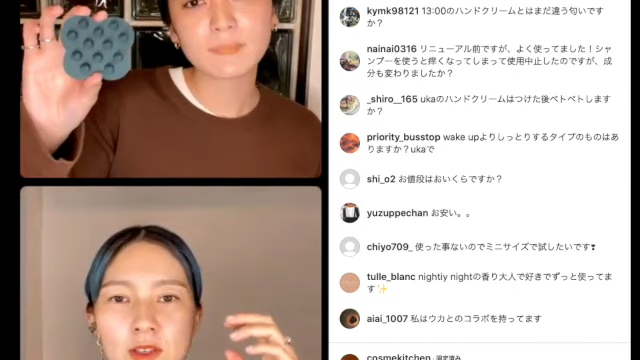 kymk98121 13:00のハンドクリームとはまだ違う匂いです
か？
nainai0316 リニューアル前ですが、よく使ってました！シャ
ンプーを使うと痒くなってしまって使用中止したのですが、成
分も変わりましたか？
_shiro__165 ukaのハンドクリームはつけた後ベトベトします
か？
priority_busstop wake upよりしっとりするタイプのものはあ
りますか？ukaで
shi_o2 お値段はおいくらですか？
yuzuppechan お安い。。
chiyo709_ 使った事ないのでミニサイズで試したいです❣
tulle_blanc nightiy nightの香り大人で好きでずっと使ってま
す✨
aiai_1007 私はウカとのコラボを持ってます
cosmekitchen 固定済み